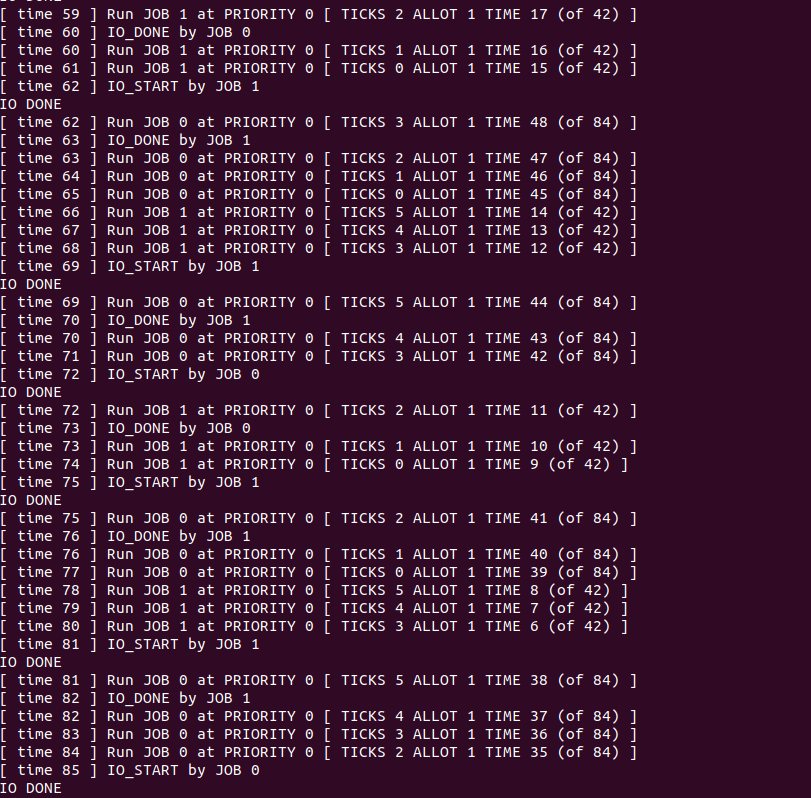 [ time 59 ] Run JOB 1 at PRIORITY 0 [ TICKS 2 ALLOT 1 TIME 17 (of 42) ]
[ time 60 ] IO_DONE by JOB 0
[ time 60 ] Run JOB 1 at PRIORITY 0 [ TICKS 1 ALLOT 1 TIME 16 (of 42) ]
[ time 61 ] Run JOB 1 at PRIORITY 0 [ TICKS 0 ALLOT 1 TIME 15 (of 42) ]
[ time 62 ] IO_START by JOB 1
IO DONE
[ time 62 ] Run JOB 0 at PRIORITY 0 [ TICKS 3 ALLOT 1 TIME 48 (of 84) ]
[ time 63 ] IO_DONE by JOB 1
[ time 63 ] Run JOB 0 at PRIORITY 0 [ TICKS 2 ALLOT 1 TIME 47 (of 84) ]
[ time 64 ] Run JOB 0 at PRIORITY 0 [ TICKS 1 ALLOT 1 TIME 46 (of 84) ]
[ time 65 ] Run JOB 0 at PRIORITY 0 [ TICKS 0 ALLOT 1 TIME 45 (of 84) ]
[ time 66 ] Run JOB 1 at PRIORITY 0 [ TICKS 5 ALLOT 1 TIME 14 (of 42) ]
[ time 67 ] Run JOB 1 at PRIORITY 0 [ TICKS 4 ALLOT 1 TIME 13 (of 42) ]
[ time 68 ] Run JOB 1 at PRIORITY 0 [ TICKS 3 ALLOT 1 TIME 12 (of 42) ]
[ time 69 ] IO_START by JOB 1
IO DONE
[ time 69 ] Run JOB 0 at PRIORITY 0 [ TICKS 5 ALLOT 1 TIME 44 (of 84) ]
[ time 70 ] IO_DONE by JOB 1
[ time 70 ] Run JOB 0 at PRIORITY 0 [ TICKS 4 ALLOT 1 TIME 43 (of 84) ]
[ time 71 ] Run JOB 0 at PRIORITY 0 [ TICKS 3 ALLOT 1 TIME 42 (of 84) ]
[ time 72 ] IO_START by JOB 0
IO DONE
[ time 72 ] Run JOB 1 at PRIORITY 0 [ TICKS 2 ALLOT 1 TIME 11 (of 42) ]
[ time 73 ] IO_DONE by JOB 0
[ time 73 ] Run JOB 1 at PRIORITY 0 [ TICKS 1 ALLOT 1 TIME 10 (of 42) ]
[ time 74 ] Run JOB 1 at PRIORITY 0 [ TICKS 0 ALLOT 1 TIME 9 (of 42) ]
[ time 75 ] IO_START by JOB 1
IO DONE
[ time 75 ] Run JOB 0 at PRIORITY 0 [ TICKS 2 ALLOT 1 TIME 41 (of 84) ]
[ time 76 ] IO_DONE by JOB 1
[ time 76 ] Run JOB 0 at PRIORITY 0 [ TICKS 1 ALLOT 1 TIME 40 (of 84) ]
[ time 77 ] Run JOB 0 at PRIORITY 0 [ TICKS 0 ALLOT 1 TIME 39 (of 84) ]
[ time 78 ] Run JOB 1 at PRIORITY 0 [ TICKS 5 ALLOT 1 TIME 8 (of 42) ]
[ time 79 ] Run JOB 1 at PRIORITY 0 [ TICKS 4 ALLOT 1 TIME 7 (of 42) ]
[ time 80 ] Run JOB 1 at PRIORITY 0 [ TICKS 3 ALLOT 1 TIME 6 (of 42) ]
[ time 81 ] IO_START by JOB 1
IO DONE
[ time 81 ] Run JOB 0 at PRIORITY 0 [ TICKS 5 ALLOT 1 TIME 38 (of 84) ]
[ time 82 ] IO_DONE by JOB 1
[ time 82 ] Run JOB 0 at PRIORITY 0 [ TICKS 4 ALLOT 1 TIME 37 (of 84) ]
[ time 83 ] Run JOB 0 at PRIORITY 0 [ TICKS 3 ALLOT 1 TIME 36 (of 84) ]
[ time 84 ] Run JOB 0 at PRIORITY 0 [ TICKS 2 ALLOT 1 TIME 35 (of 84) ]
[ time 85 ] IO_START by JOB 0
IO DONE